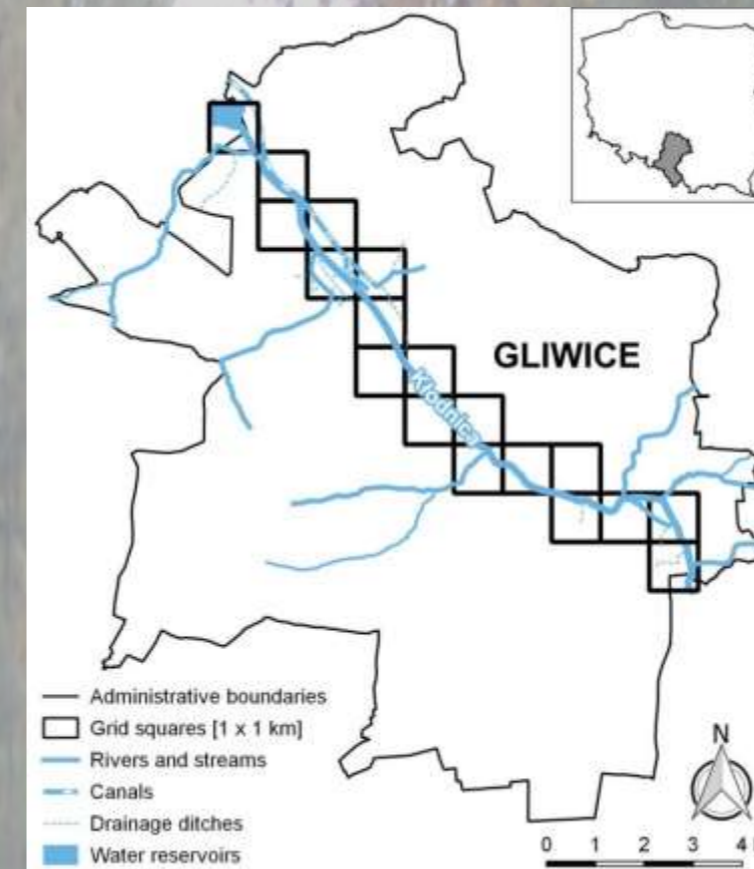 GLIWICE
Kłodnica
Administrative boundaries
Grid squares [1 x 1 km]
Rivers and streams
Canals
Drainage ditches
Water reservoirs
N
0 1 2 3 4